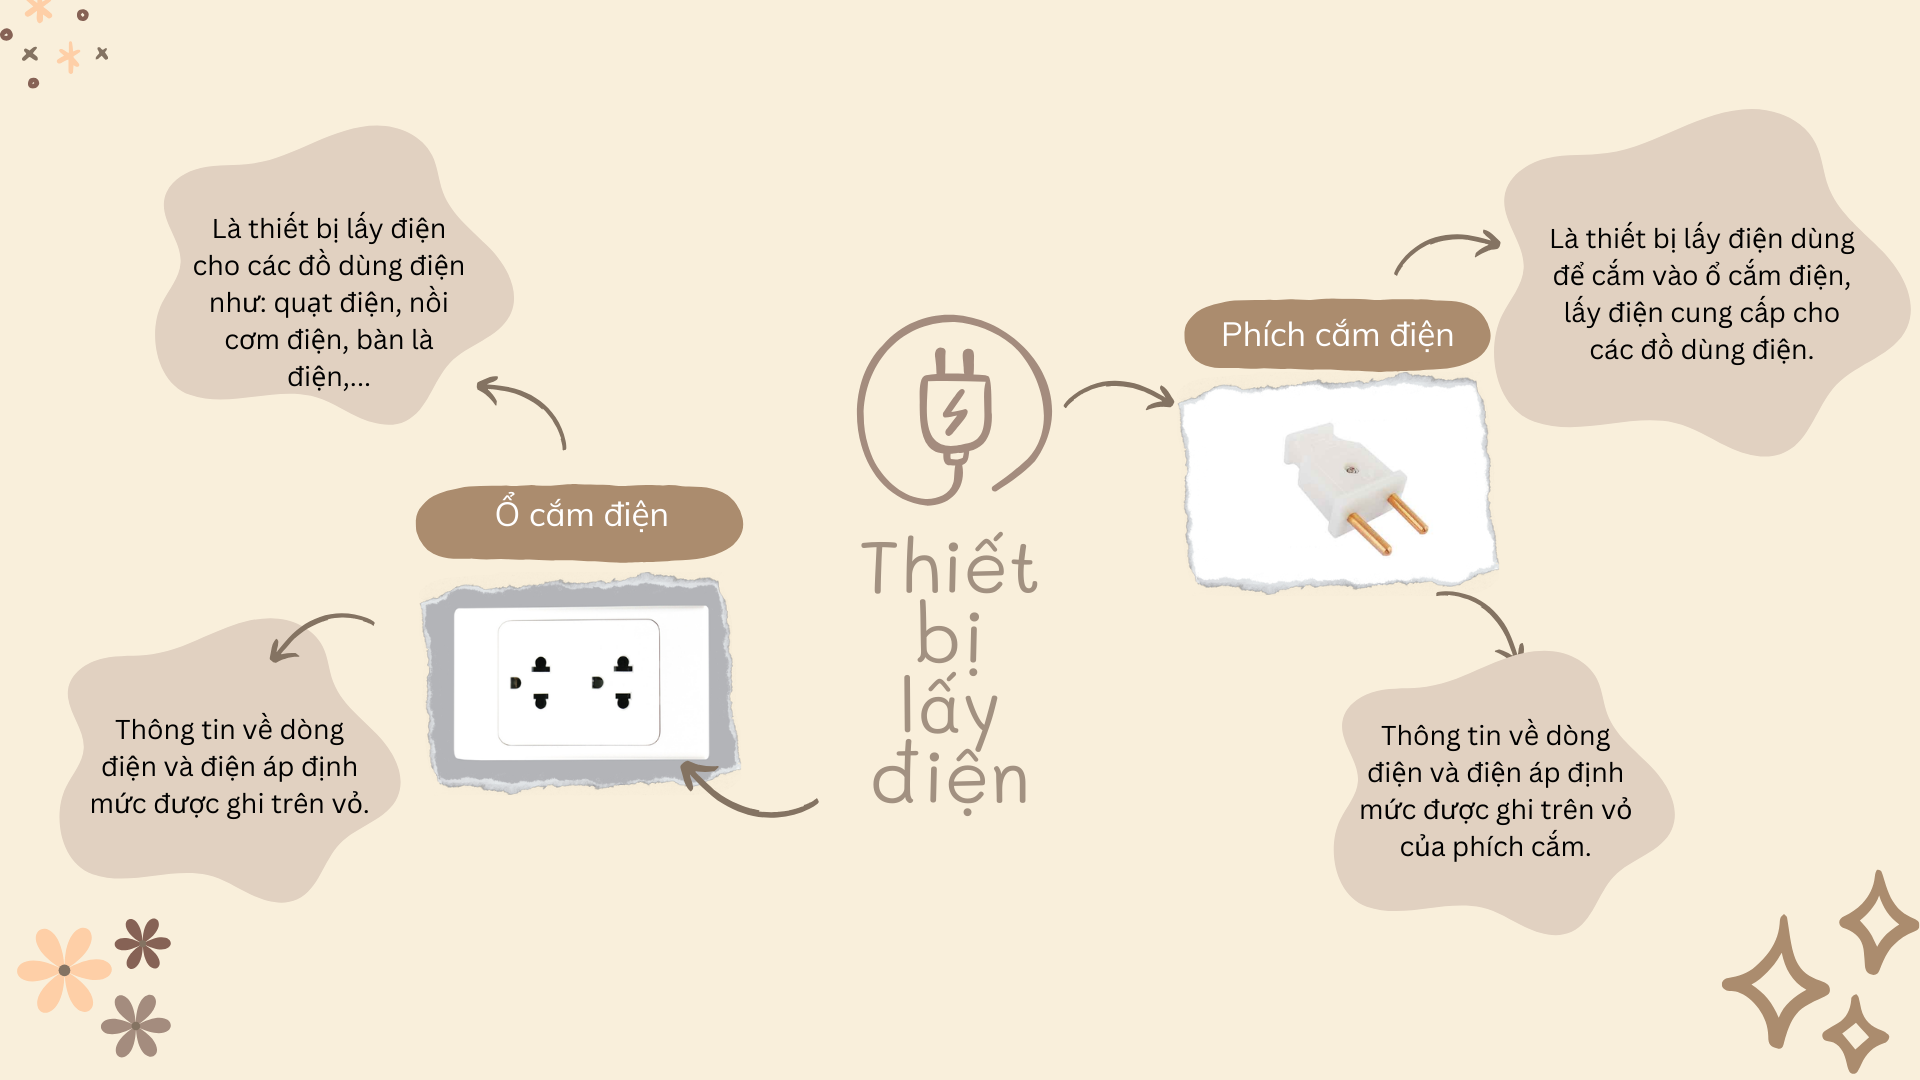 Là thiết bị lấy điện
cho các đồ dùng điện
như: quạt điện, nồi
cơm điện, bàn là
điện,...
Ổ cắm điện
Thông tin về dòng
điện và điện áp định
mức được ghi trên vỏ.
Thiết
bị
lấy
điện
Phích cắm điện
Là thiết bị lấy điện dùng
để cắm vào ổ cắm điện,
lấy điện cung cấp cho
các đồ dùng điện.
Thông tin về dòng
điện và điện áp định
mức được ghi trên vỏ
của phích cắm.